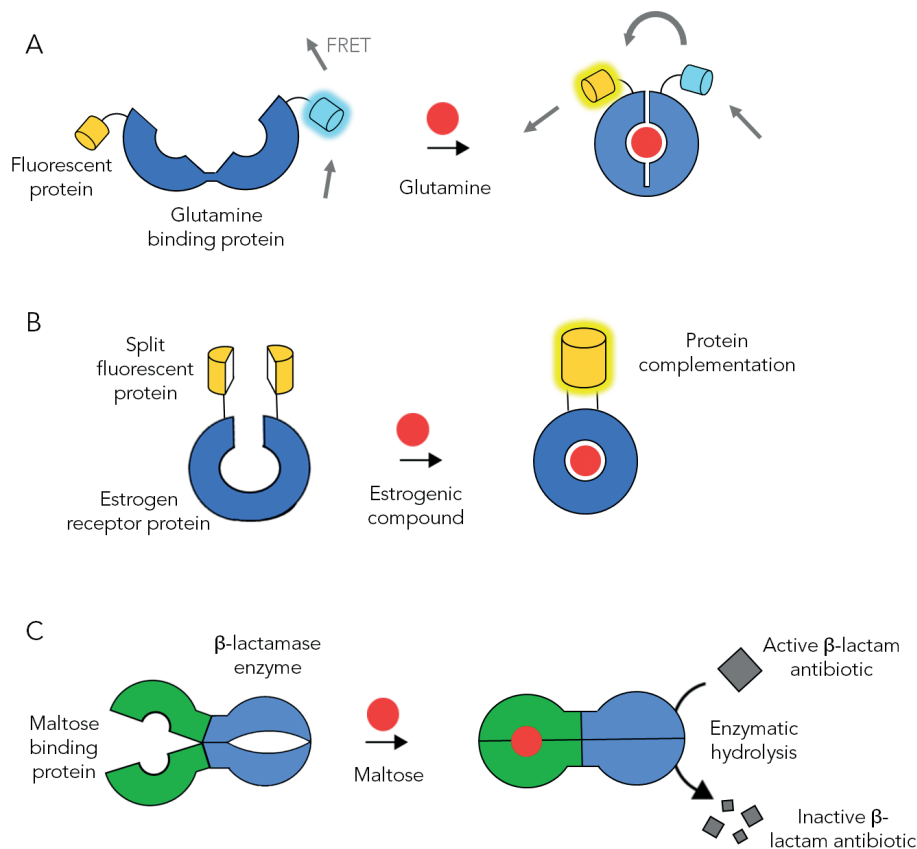 A
FRET
Fluorescent
protein
Glutamine
binding protein
Glutamine
B
Split
fluorescent
protein
Estrogen
receptor protein
Estrogenic
compound
Protein
complementation
C
β-lactamase
enzyme
Maltose
binding
protein
Maltose
Active β-lactam
antibiotic
Enzymatic
hydrolysis
Inactive β-
lactam antibiotic